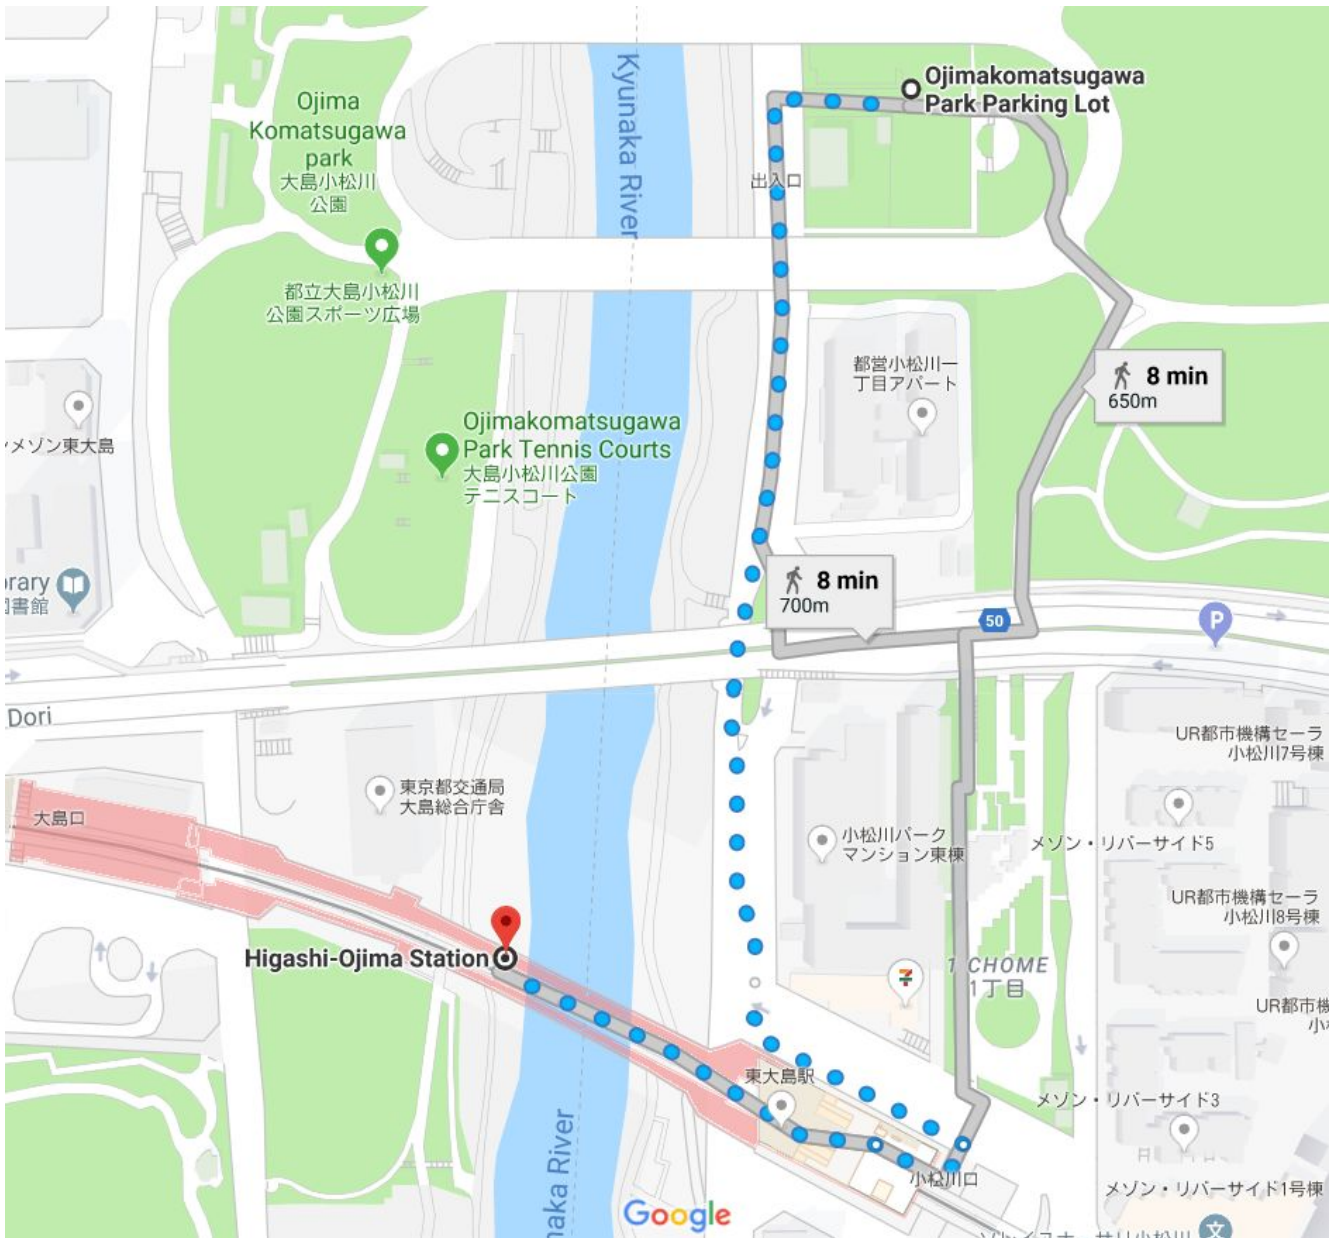 Ojimakomatsugawa
Park Parking Lot
Kyunaka River
Ojima
Komatsugawa
park
大島小松川
公園
出入口
都立大島小松川
公園スポーツ広場
都営小松川一
丁目アパート
8 min
650m
メゾン東大島
Ojimakomatsugawa
Park Tennis Courts
大島小松川公園
テニスコート
8 min
700m
brary
書館
50
P
Dori
UR都市機構セーラ
小松川7号棟
東京都交通局
大島総合庁舎
大島口
小松川パーク
マンション東棟
メゾン・リバーサイド5
UR都市機構セーラ
小松川8号棟
Higashi-Ojima Station
1 CHOME
1丁目
7
UR都市機
小
東大島駅
メゾン・リバーサイド3
naka River
小松川口
メゾン・リバーサイド1号棟
Google
文